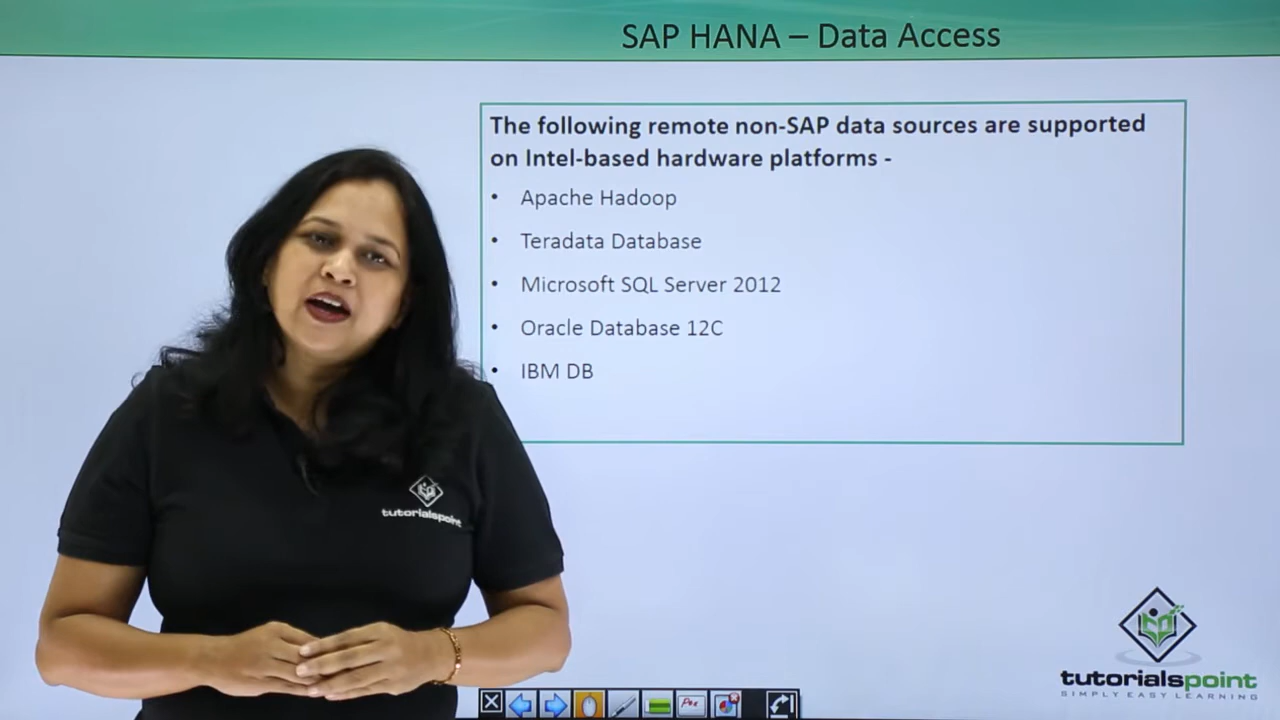 SAP HANA – Data Access
The following remote non-SAP data sources are supported
on Intel-based hardware platforms -
• Apache Hadoop
• Teradata Database
• Microsoft SQL Server 2012
• Oracle Database 12C
• IBM DB
tutorialspoint
tutorialspoint
SIMPLY EASY LEARNING
Pen